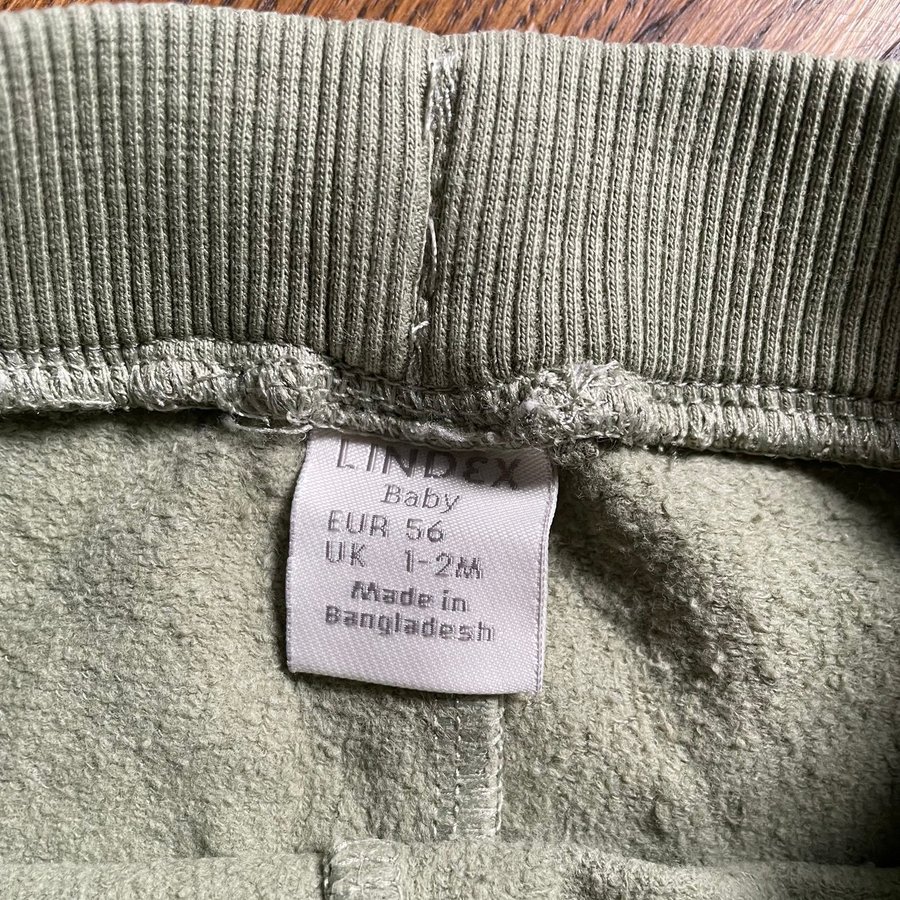 LINDEX
Baby
EUR 56
UK 1-2M
Made in
Bangladesh